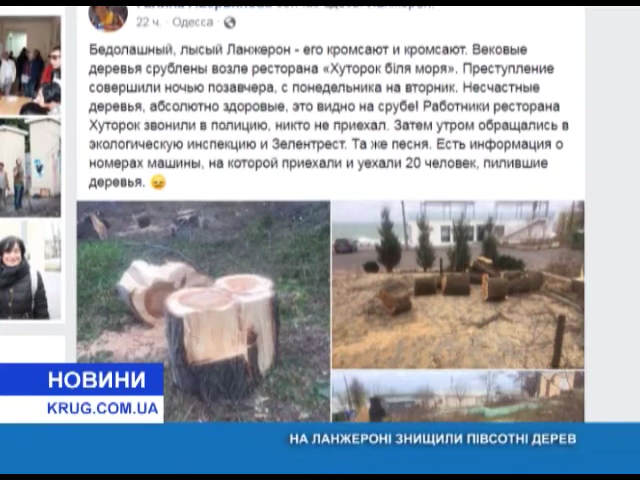 22 ч. · Одесса ·
Бедолашный, лысый Ланжерон - его кромсают и кромсают. Вековые
деревья срублены возле ресторана «Хуторок біля моря». Преступление
совершили ночью позавчера, с понедельника на вторник. Несчастные
деревья, абсолютно здоровые, это видно на срубе! Работники ресторана
Хуторок звонили в полицию, никто не приехал. Затем утром обращались в
экологическую инспекцию и Зелентрест. Та же песня. Есть информация о
номерах машины, на которой приехали и уехали 20 человек, пилившие
деревья.
НОВИНИ
KRUG.COM.UA
НА ЛАНЖЕРОНІ ЗНИЩИЛИ ПІВСОТНІ ДЕРЕВ